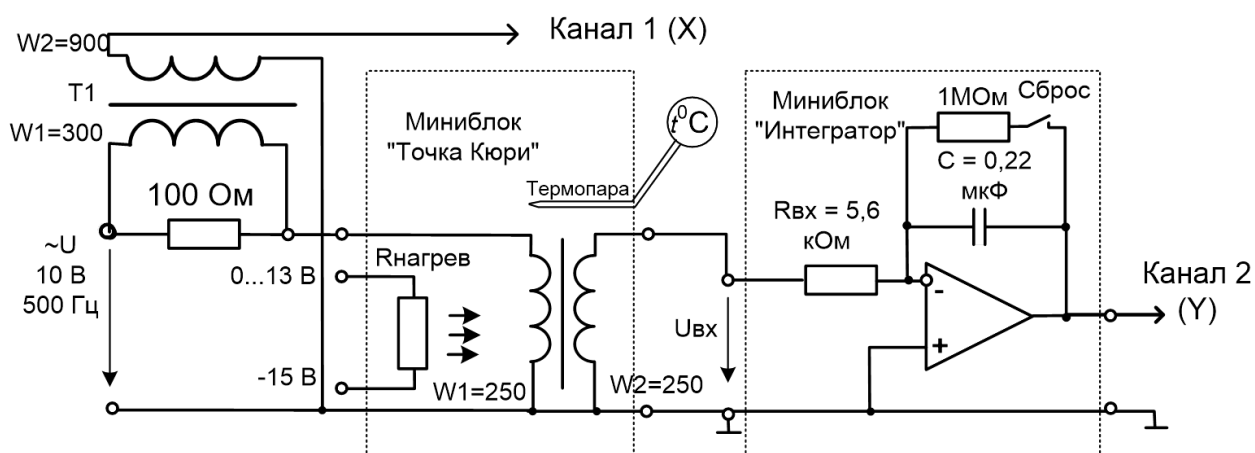 W2=900
Канал 1 (X)
T1
W1=300
100 Ом
~U
10 В
500 Гц
0...13 В
-15 В
Rнагрев
Миниблок
"Точка Кюри"
W1=250
W2=250
Термопара
t⁰C
Uвх
Миниблок
"Интегратор"
1МОм
Сброс
C = 0,22
мкФ
Rвх = 5,6
кОм
-
+
Канал 2
(Y)